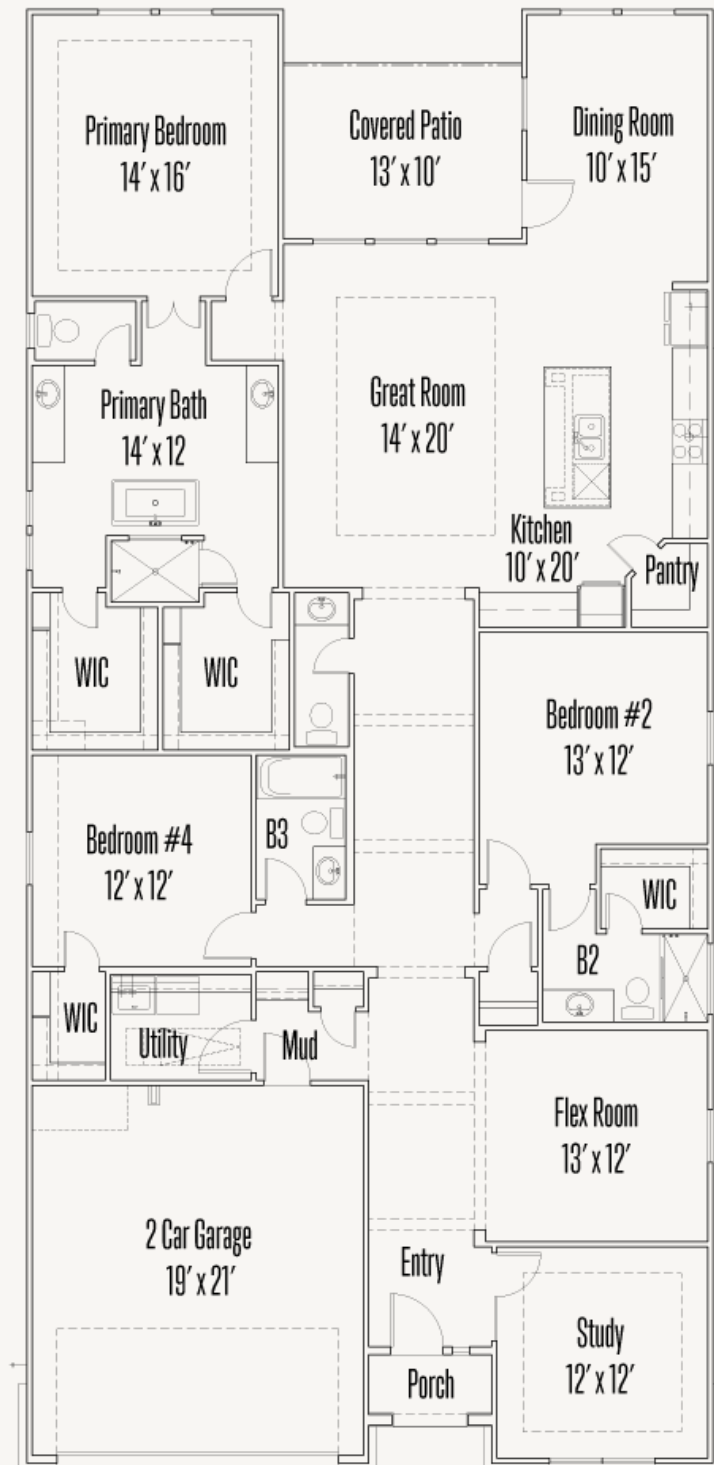 Primary Bedroom
14′ x 16′
Covered Patio
13′ x 10′
Dining Room
10′ x 15′
Primary Bath
14′ x 12
Great Room
14′ x 20′
Kitchen
10′ x 20′
Pantry
WIC
WIC
Bedroom #2
13′ x 12′
Bedroom #4
12′ x 12′
B3
WIC
B2
WIC
Utility
Mud
Flex Room
13′ x 12′
2 Car Garage
19′ x 21′
Entry
Study
12′ x 12′
Porch